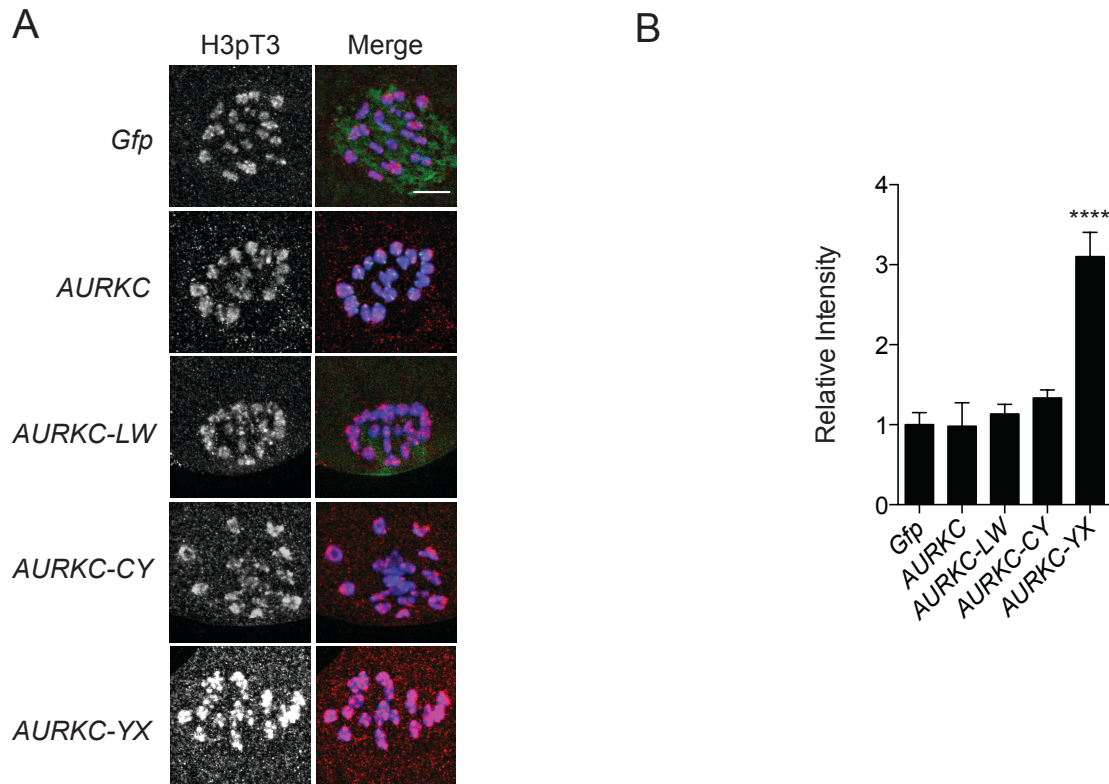 A
H3pT3 Merge
Gfp
AURKC
AURKC-LW
AURKC-CY
AURKC-YX
B
Relative Intensity
4
3
2
1
0
****
Gfp
AURKC
AURKC-LW
AURKC-CY
AURKC-YX